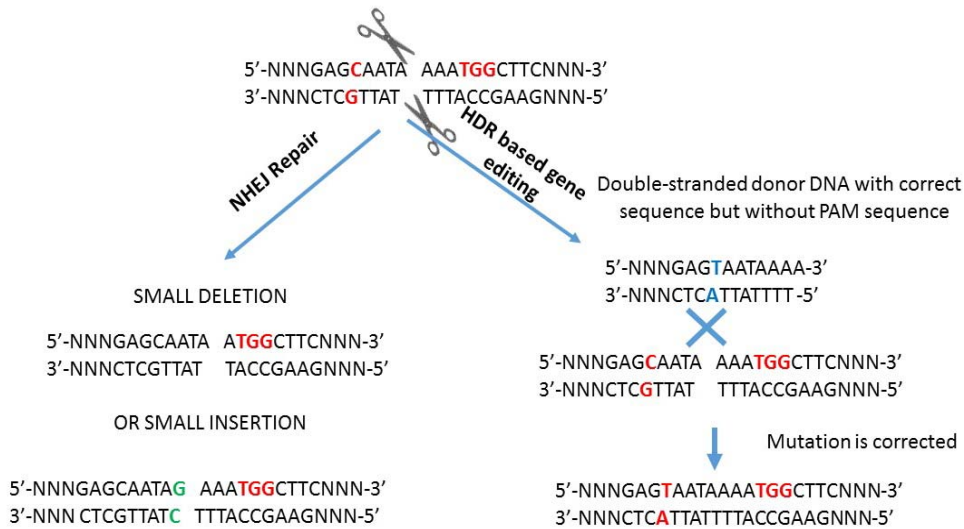 5’-NNNGAGCAATA AAATGGCTTCNNN-3’
3’-NNNCTCGTTAT TTTACCGAAGNNN-5’
NHEJ Repair
HDR based gene
editing
Double-stranded donor DNA with correct
sequence but without PAM sequence
5’-NNNGAGTAATAAAA-3’
3’-NNNCTCATTATTTT -5’
SMALL DELETION
5’-NNNGAGCAATA ATGGCTTCNNN-3’
3’-NNNCTCGTTAT TACCGAAGNNN-5’
5’-NNNGAGCAATA AAATGGCTTCNNN-3’
3’-NNNCTCGTTAT TTTACCGAAGNNN-5’
OR SMALL INSERTION
Mutation is corrected
5’-NNNGAGCAATAG AAATGGCTTCNNN-3’
3’-NNN CTCGTTATC TTTACCGAAGNNN-5’
5’-NNNGAGTAATAAAATGGCTTCNNN-3’
3’-NNNCTCATTATTTTACCGAAGNNN-5’